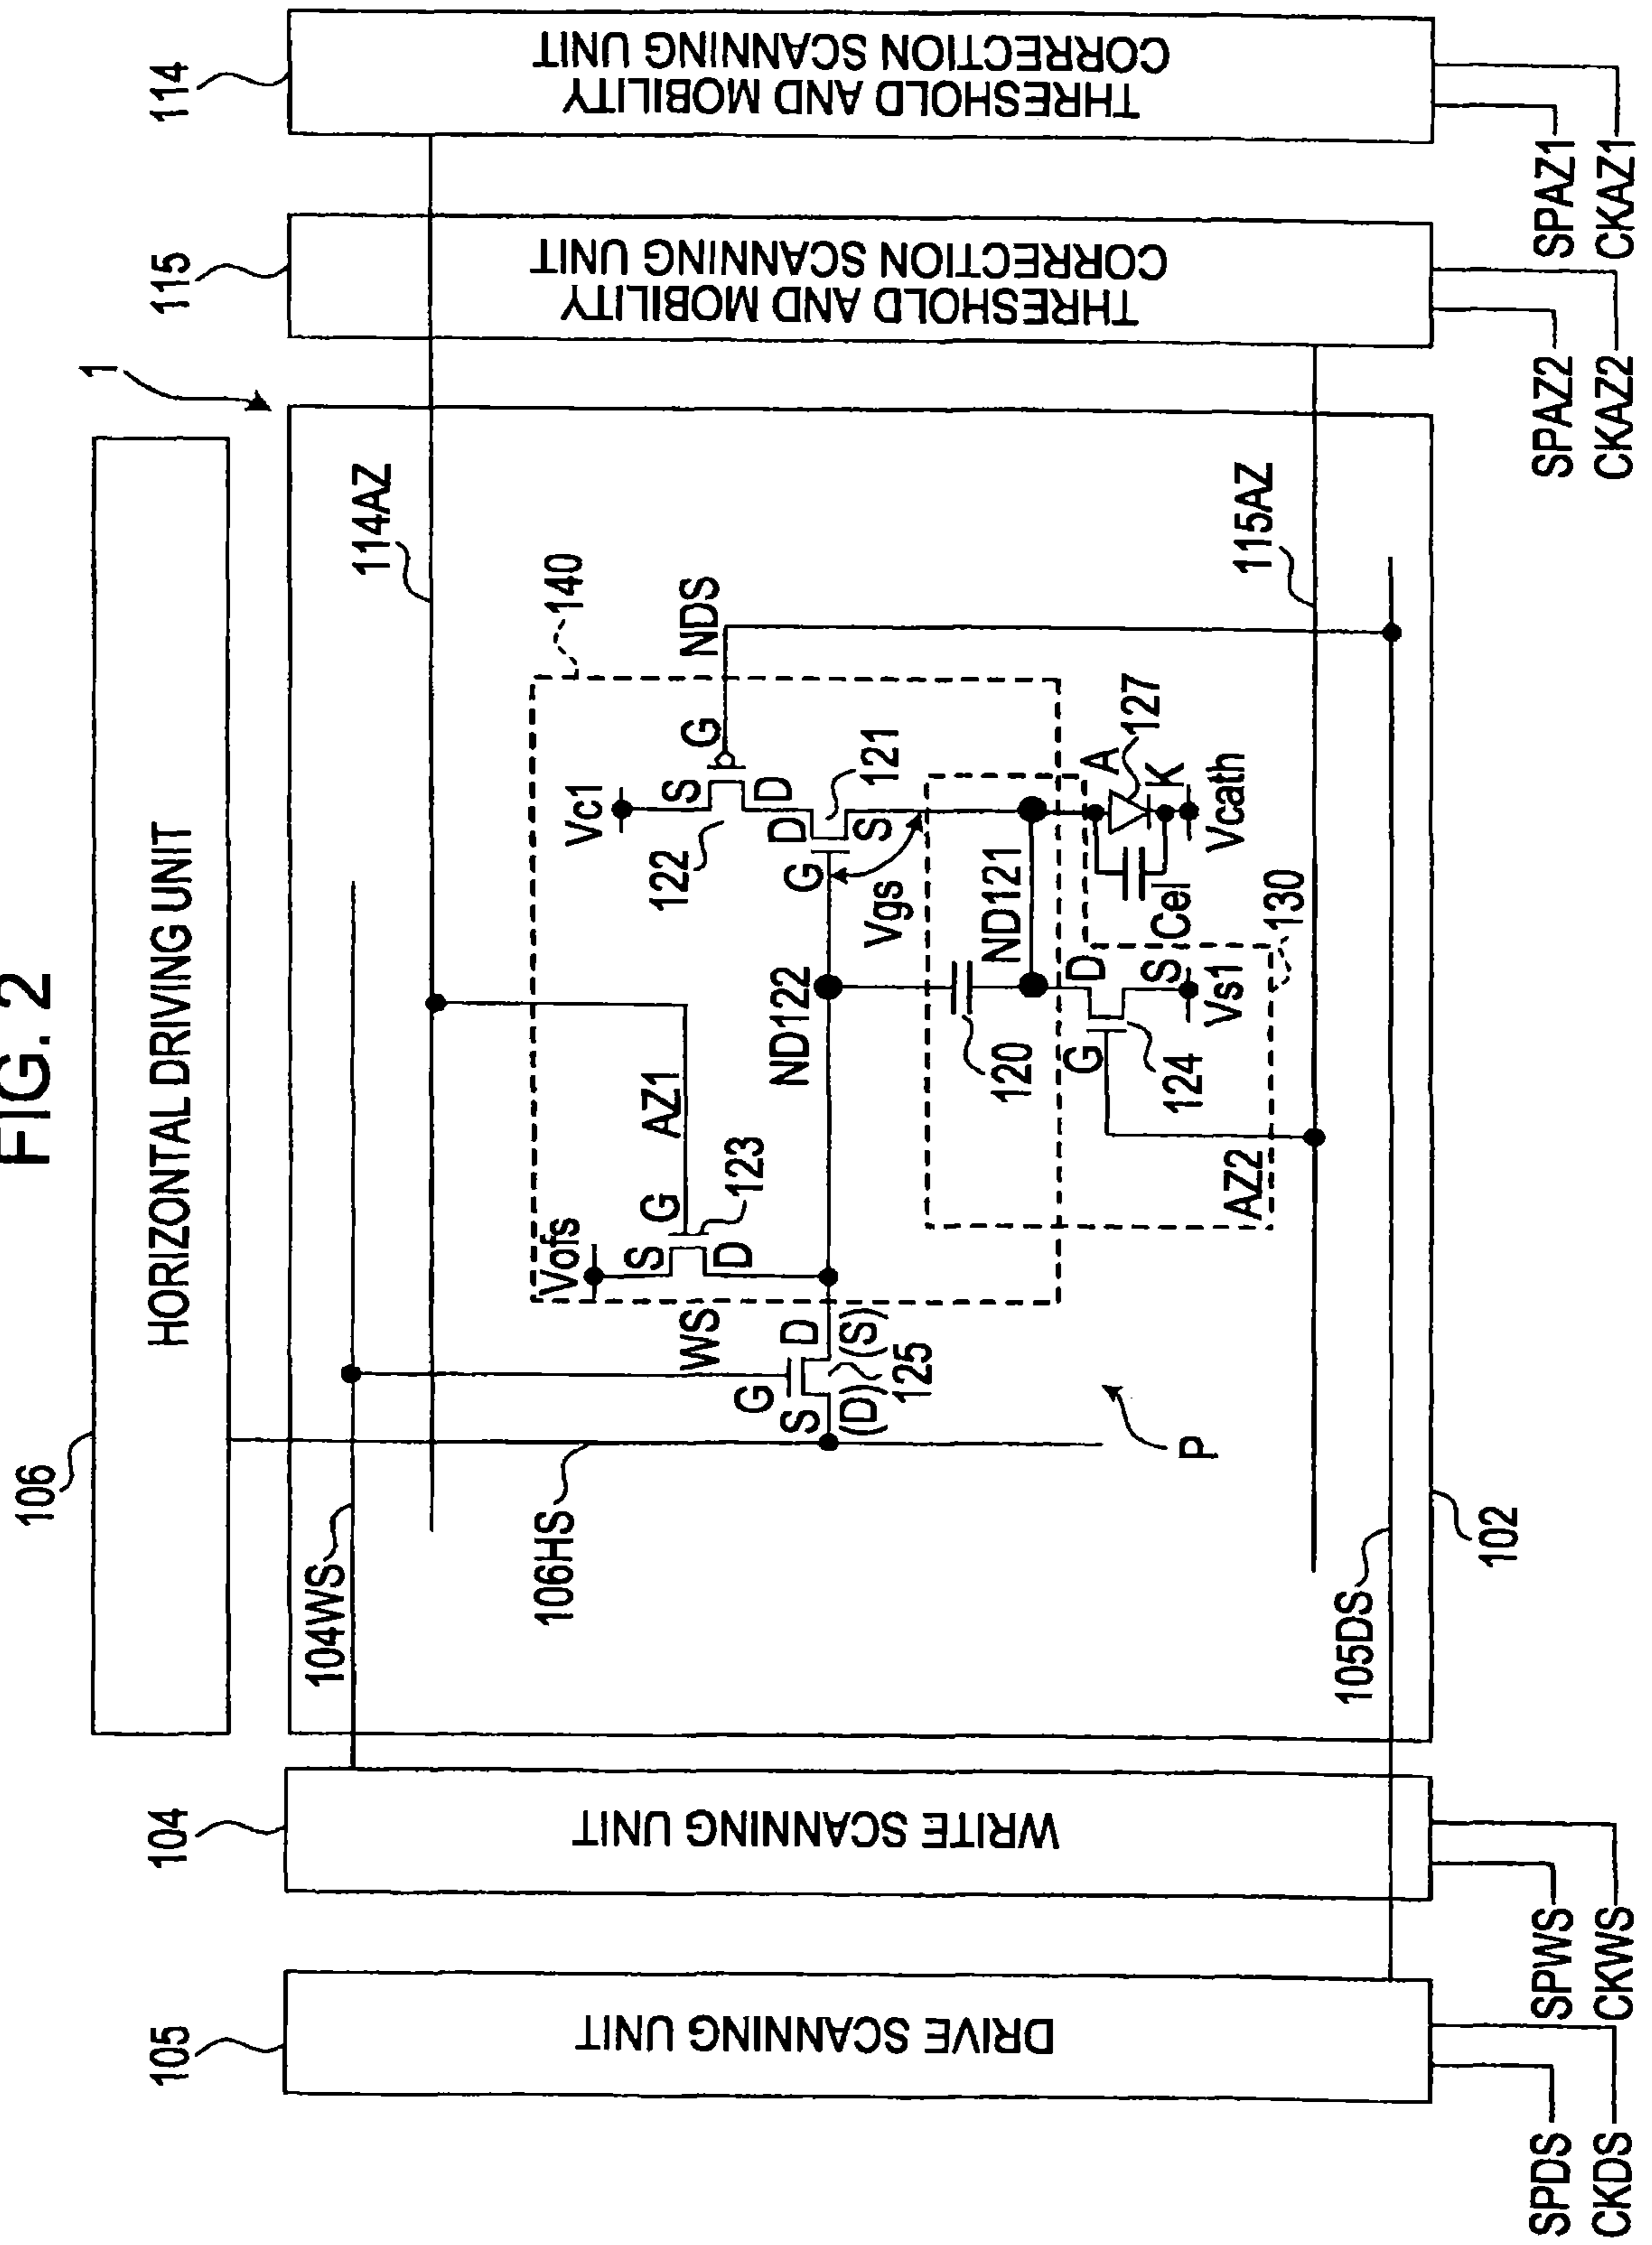 FIG. 2
106
HORIZONTAL DRIVING UNIT
1
105
104
115
114
DRIVE SCANNING UNIT
WRITE SCANNING UNIT
THRESHOLD AND MOBILITY
CORRECTION SCANNING UNIT
THRESHOLD AND MOBILITY
CORRECTION SCANNING UNIT
104WS
114AZ
106HS
140
Vofs
Vc1
WS
S
G
AZ1
S
G
NDS
D
123
122
D
G
D
S
D
ND122
G
D
121
(D)
(S)
125
Vgs
S
120
ND121
A
127
G
D
K
P
124
S
Cel
Vcath
Vs1
AZ2
130
115AZ
105DS
102
SPDS
SPWS
SPAZ2
SPAZ1
CKDS
CKWS
CKAZ2
CKAZ1